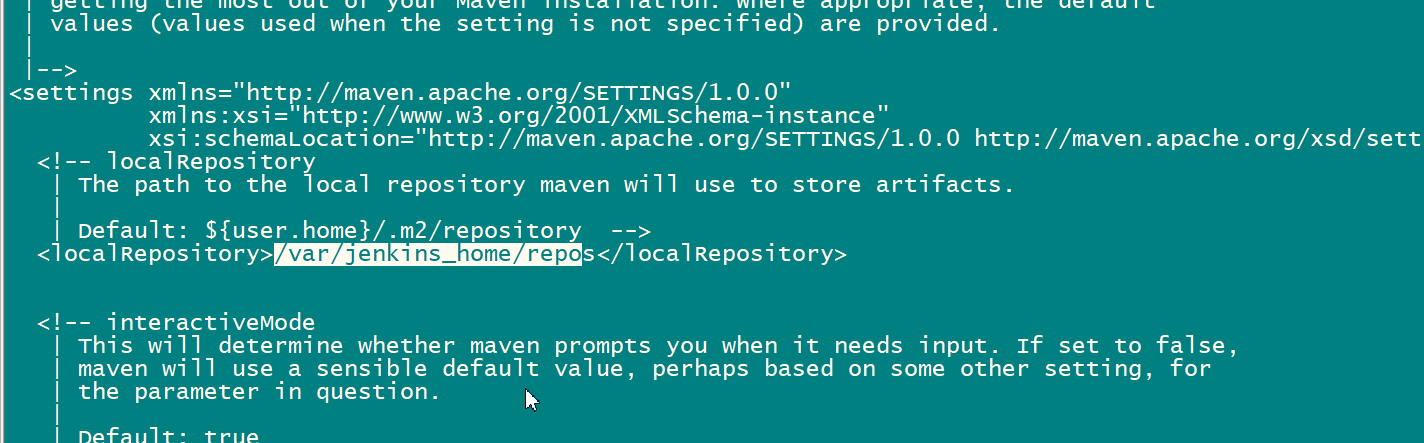 | getting the most out of your Maven installation. Where appropriate, the default
| values (values used when the setting is not specified) are provided.
|
|-->
<settings xmlns="http://maven.apache.org/SETTINGS/1.0.0"
xmlns:xsi="http://www.w3.org/2001/XMLSchema-instance"
xsi:schemaLocation="http://maven.apache.org/SETTINGS/1.0.0 http://maven.apache.org/xsd/sett
<!-- localRepository
| The path to the local repository maven will use to store artifacts.
|
| Default: ${user.home}/.m2/repository  -->
<localRepository>/var/jenkins_home/repos</localRepository>
<!-- interactiveMode
| This will determine whether maven prompts you when it needs input. If set to false,
| maven will use a sensible default value, perhaps based on some other setting, for
| the parameter in question.
|
| Default: true